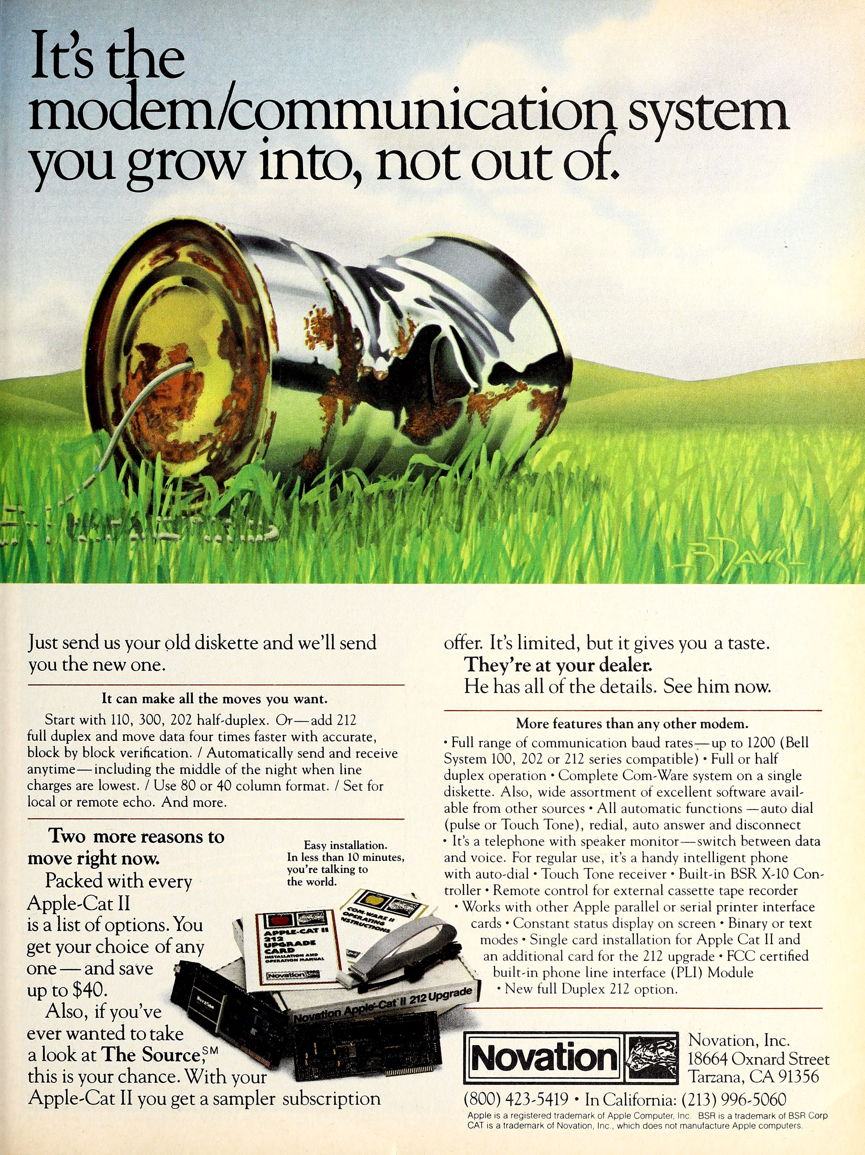 It's the
modem/communication system
you grow into, not out of.
B DAVIS
Just send us your old diskette and we'll send
you the new one.
It can make all the moves you want.
Start with 110, 300, 202 half-duplex. Or—add 212
full duplex and move data four times faster with accurate,
block by block verification. / Automatically send and receive
anytime—including the middle of the night when line
charges are lowest. / Use 80 or 40 column format. / Set for
local or remote echo. And more.
Two more reasons to
move right now.
Packed with every
Apple-Cat II
is a list of options. You
get your choice of any
one — and save
up to $40.
Also, if you've
ever wanted to take
a look at The Source,℠
this is your chance. With your
Apple-Cat II you get a sampler subscription
Easy installation.
In less than 10 minutes,
you're talking to
the world.
APPLE-CAT II
212
UPGRADE
CARD
INSTALLATION AND
OPERATION MANUAL
Novation
COM-WARE II
OPERATING
INSTRUCTIONS
Novation Apple-Cat II 212 Upgrade
offer. It's limited, but it gives you a taste.
They're at your dealer.
He has all of the details. See him now.
More features than any other modem.
• Full range of communication baud rates—up to 1200 (Bell
System 100, 202 or 212 series compatible) • Full or half
duplex operation • Complete Com-Ware system on a single
diskette. Also, wide assortment of excellent software avail-
able from other sources • All automatic functions —auto dial
(pulse or Touch Tone), redial, auto answer and disconnect
• It's a telephone with speaker monitor—switch between data
and voice. For regular use, it's a handy intelligent phone
with auto-dial • Touch Tone receiver • Built-in BSR X-10 Con-
troller • Remote control for external cassette tape recorder
• Works with other Apple parallel or serial printer interface
cards • Constant status display on screen • Binary or text
modes • Single card installation for Apple Cat II and
an additional card for the 212 upgrade • FCC certified
built-in phone line interface (PLI) Module
• New full Duplex 212 option.
Novation
Novation, Inc.
18664 Oxnard Street
Tarzana, CA 91356
(800) 423-5419 • In California: (213) 996-5060
Apple is a registered trademark of Apple Computer, Inc. BSR is a trademark of BSR Corp
CAT is a trademark of Novation, Inc., which does not manufacture Apple computers.